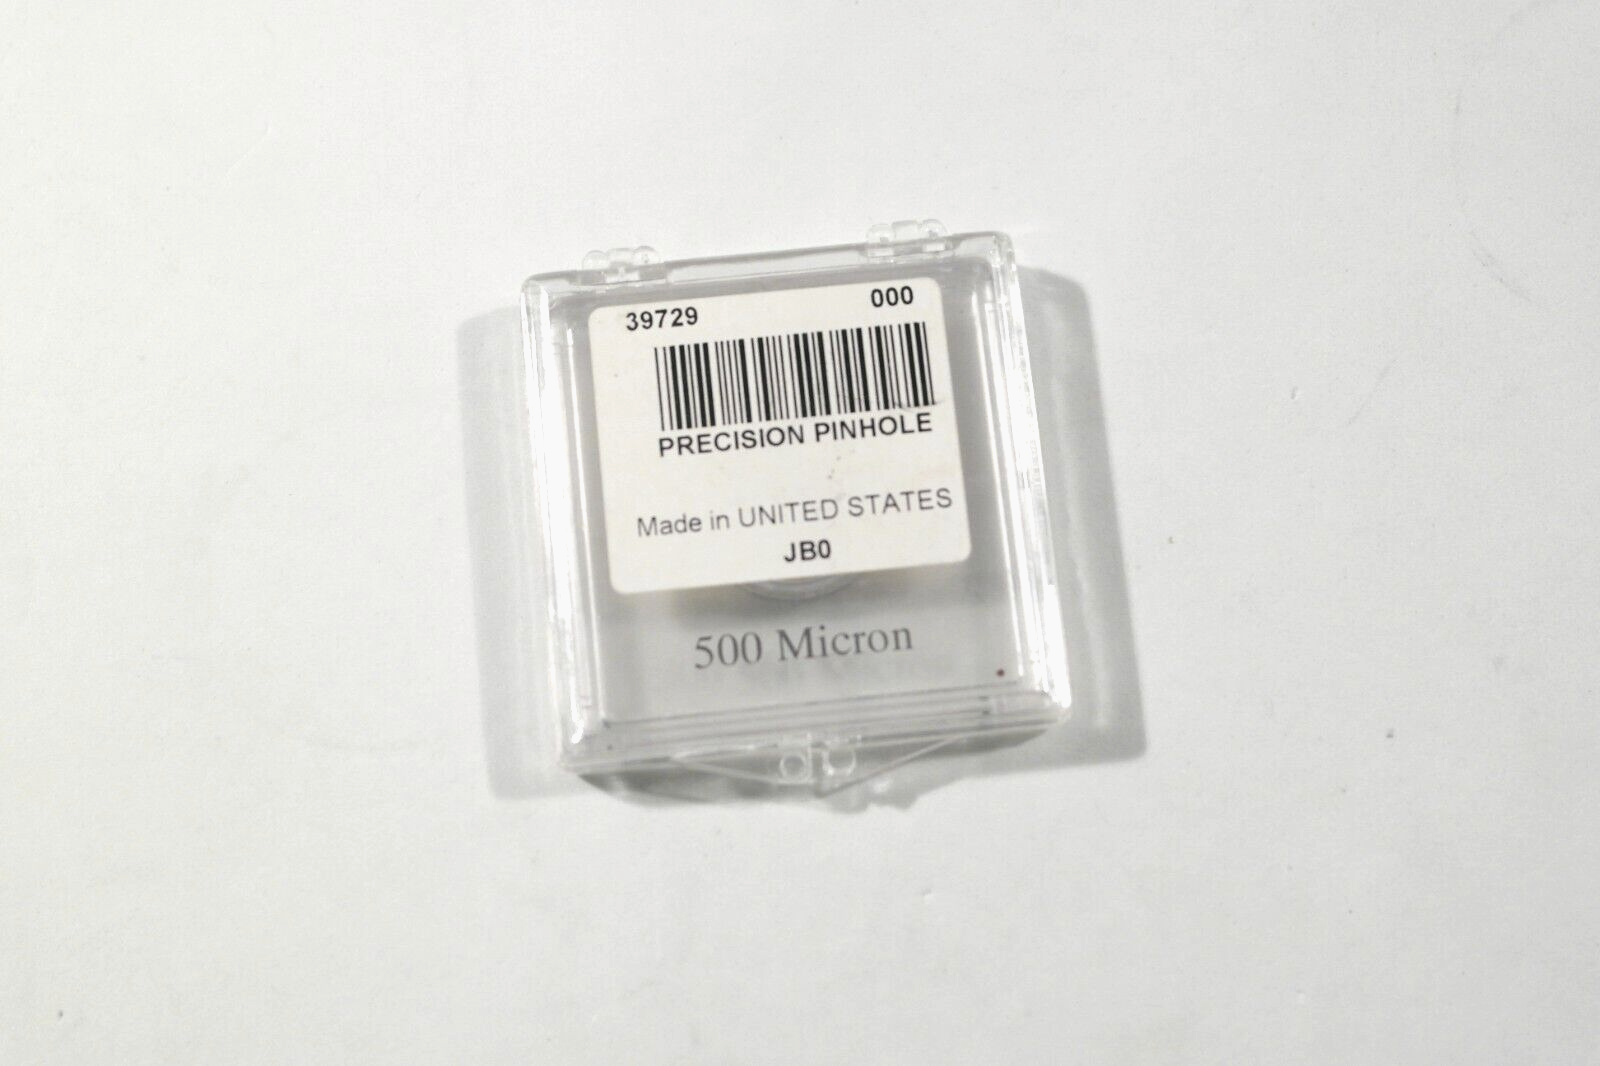 39729 000
PRECISION PINHOLE
Made in UNITED STATES
JB0
500 Micron